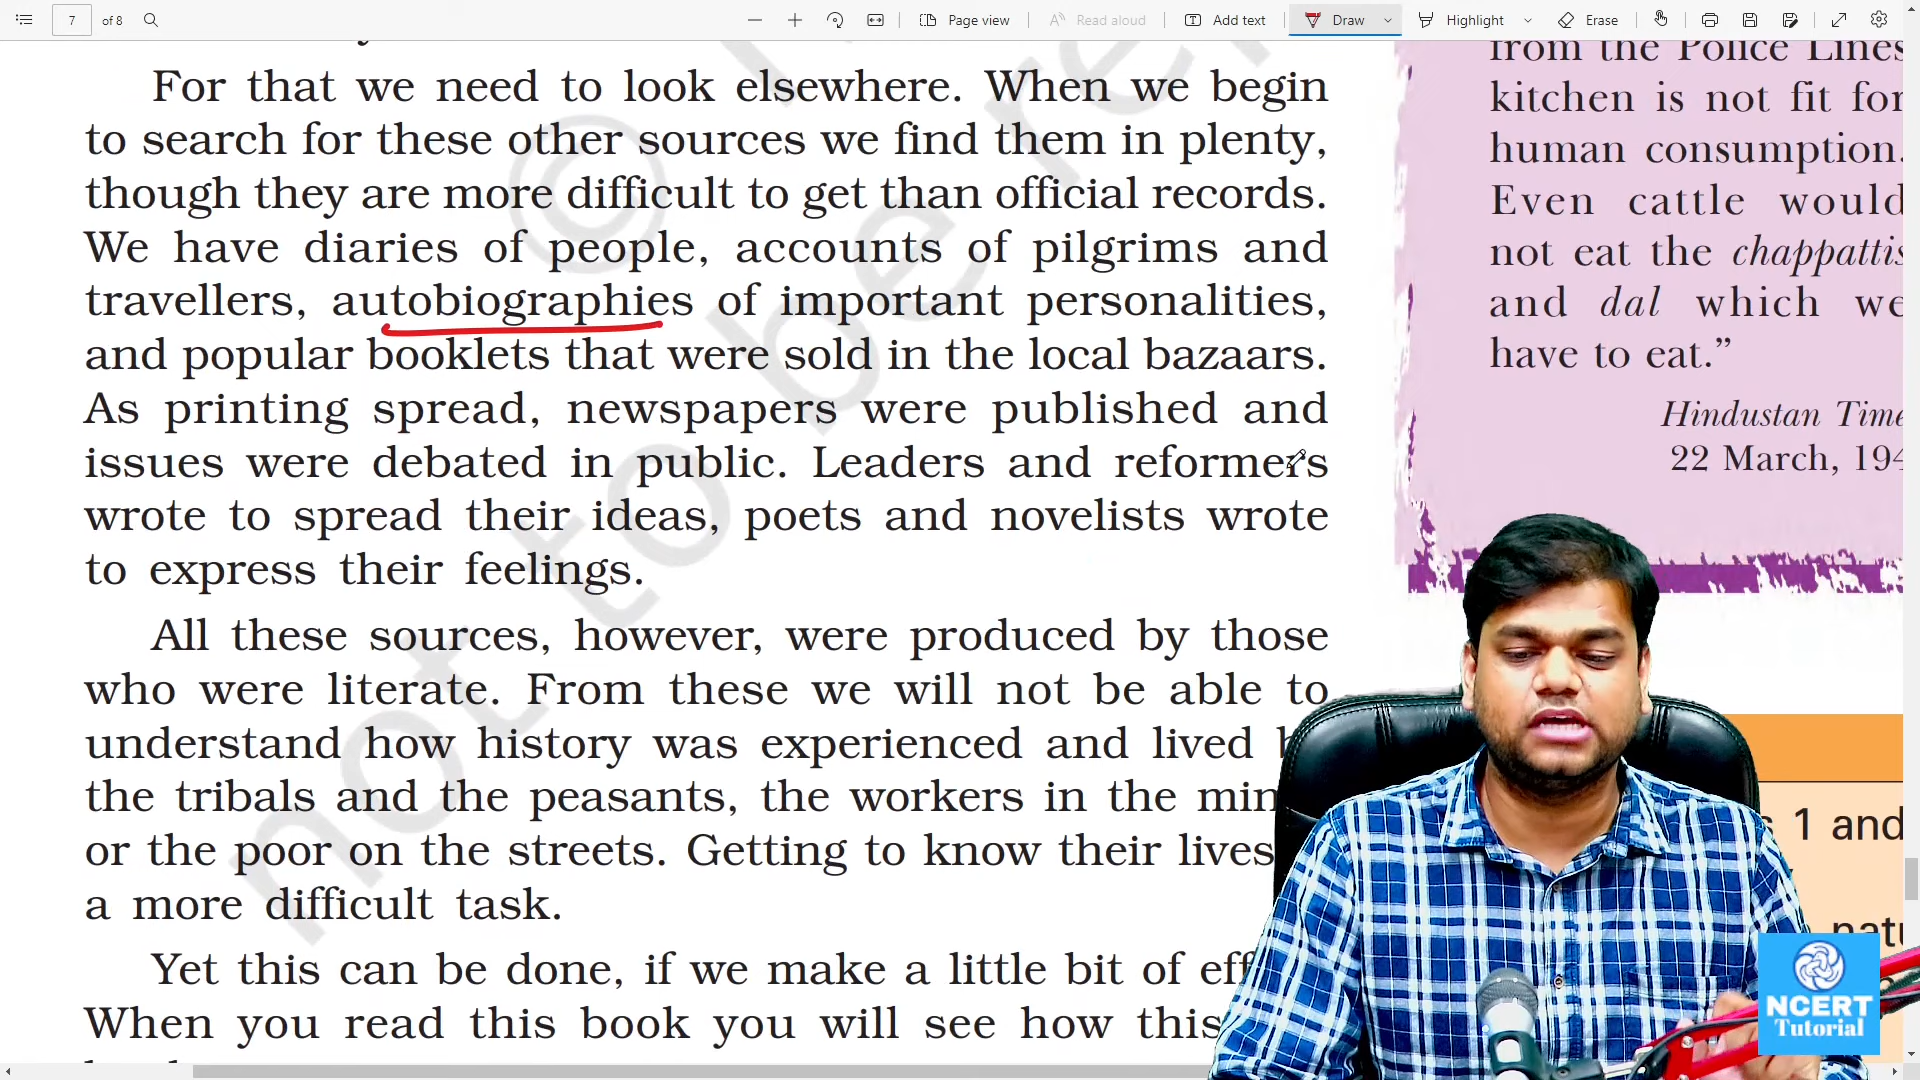 7 of 8
Page view
Read aloud
Add text
Draw
Highlight
Erase
For that we need to look elsewhere. When we begin
to search for these other sources we find them in plenty,
though they are more difficult to get than official records.
We have diaries of people, accounts of pilgrims and
travellers, autobiographies of important personalities,
and popular booklets that were sold in the local bazaars.
As printing spread, newspapers were published and
issues were debated in public. Leaders and reformers
wrote to spread their ideas, poets and novelists wrote
to express their feelings.
All these sources, however, were produced by those
who were literate. From these we will not be able to
understand how history was experienced and lived
the tribals and the peasants, the workers in the
or the poor on the streets. Getting to know their lives
a more difficult task.
Yet this can be done, if we make a little bit of
When you read this book you will see how this
from the Police Lines
kitchen is not fit for
human consumption.
Even cattle would
not eat the chappattis
and dal which we
have to eat.”
Hindustan
22 March,
1 and
© 
not to be
NCERT
Tutorial